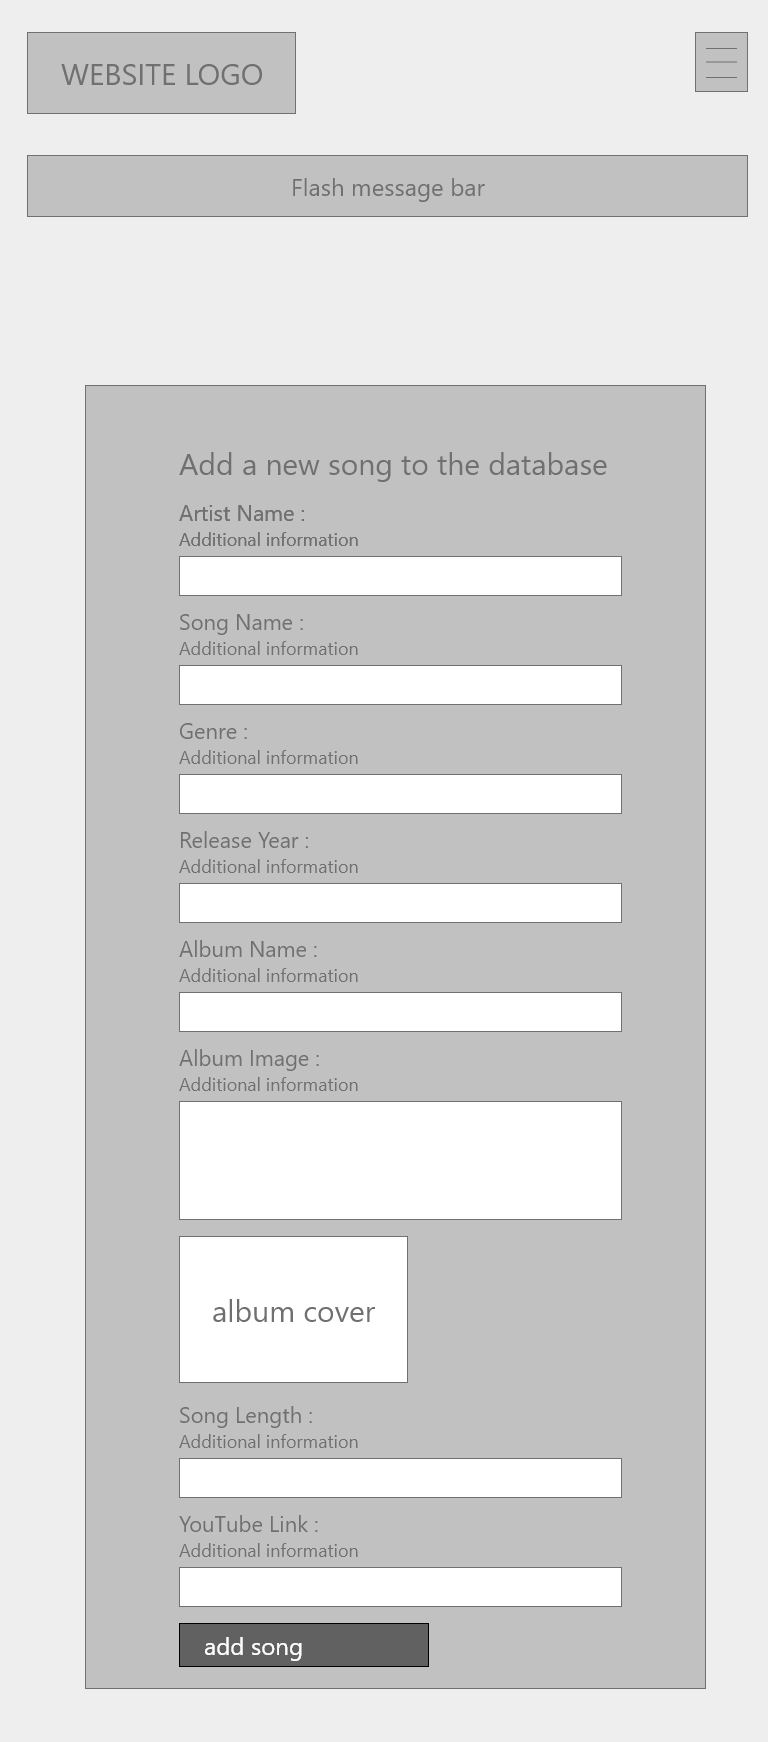 WEBSITE LOGO
Flash message bar
Add a new song to the database
Artist Name :
Additional information
Song Name :
Additional information
Genre :
Additional information
Release Year :
Additional information
Album Name :
Additional information
Album Image :
Additional information
album cover
Song Length :
Additional information
YouTube Link :
Additional information
add song